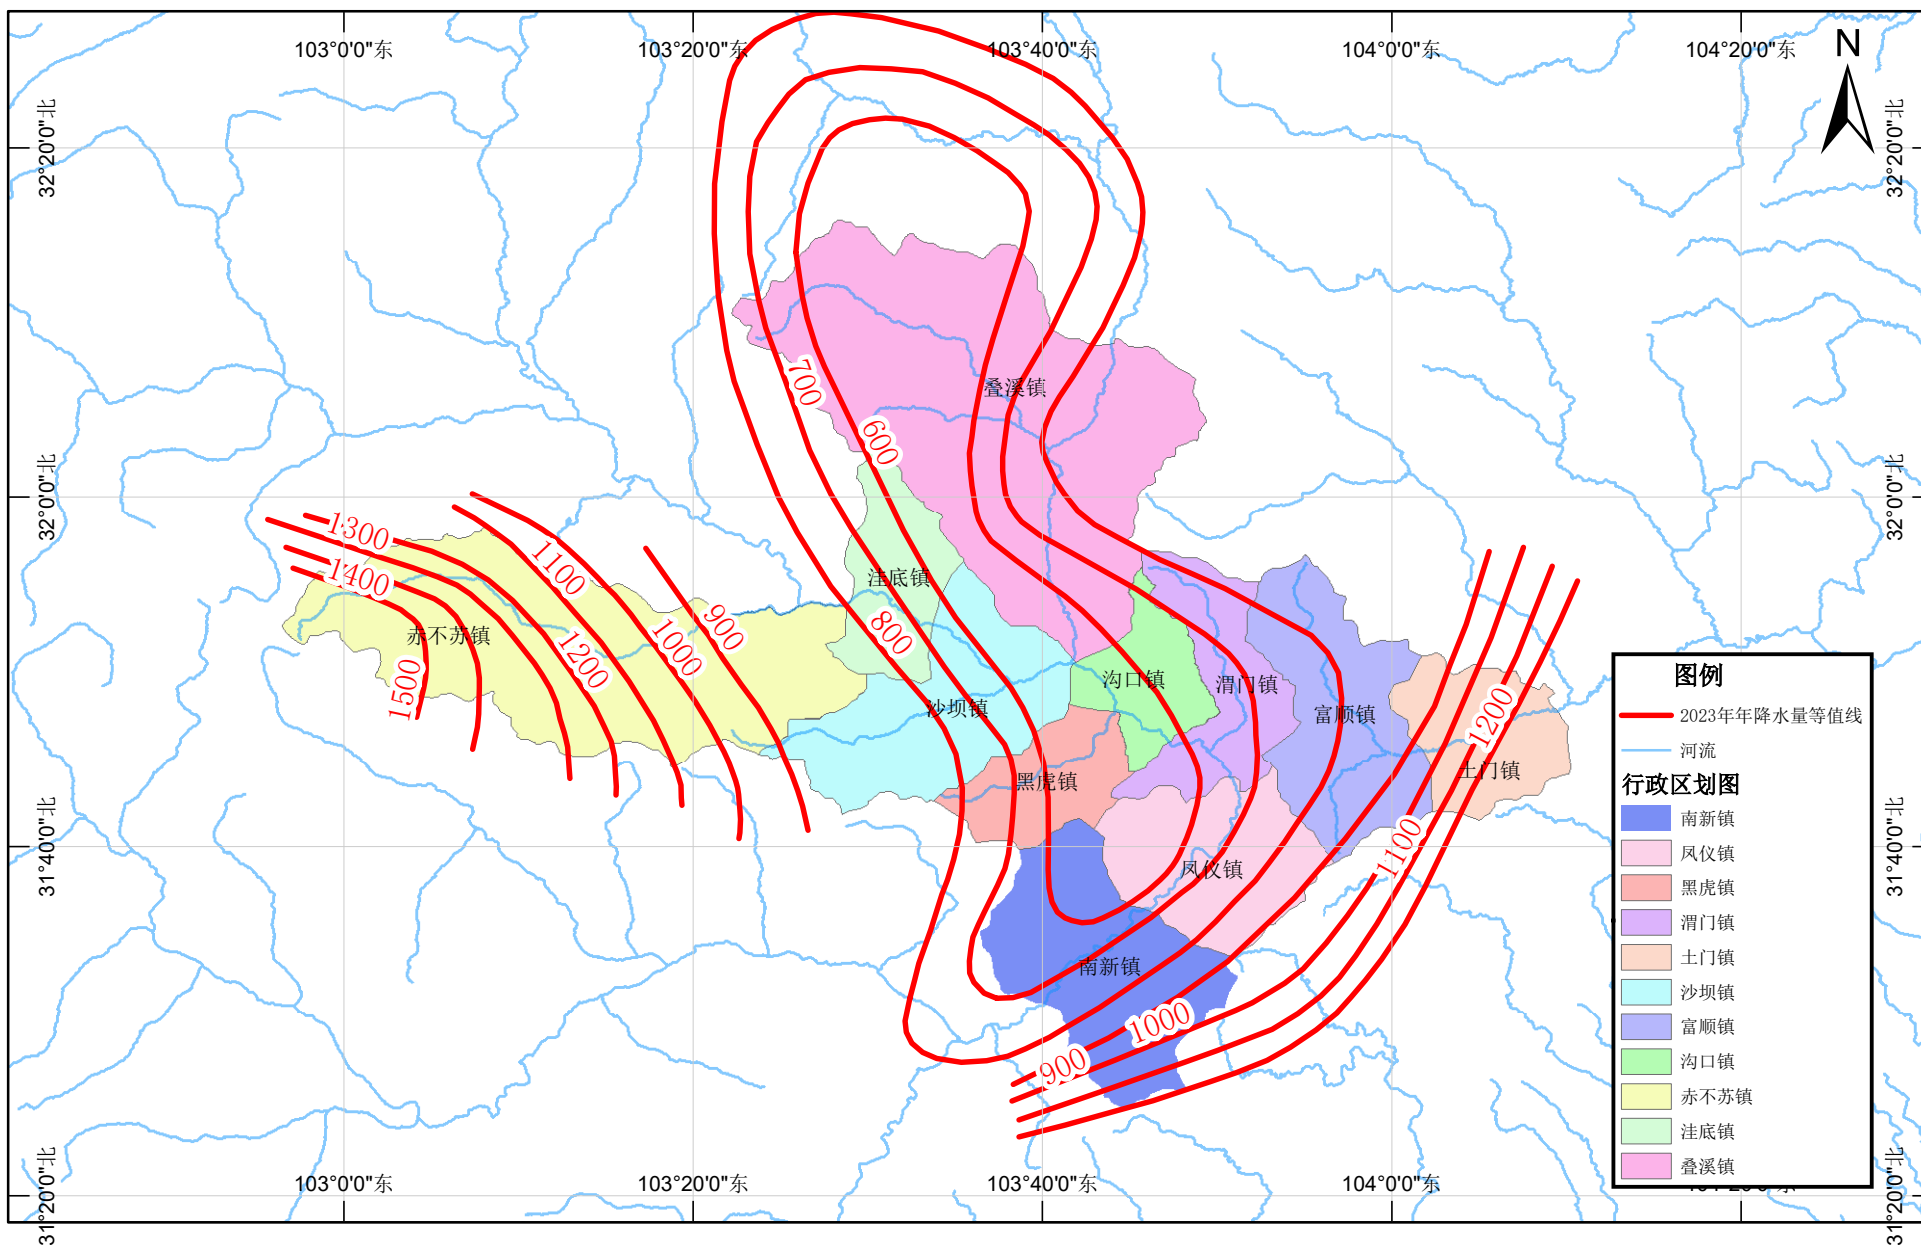 103°0'0"东
103°20'0"东
103°40'0"东
104°0'0"东
104°20'0"东
N
32°20'0"北
32°20'0"北
700
叠溪镇
600
32°0'0"北
32°0'0"北
1300
1100
1400
洼底镇
900
800
赤不苏镇
1000
1200
1500
沟口镇
渭门镇
沙坝镇
富顺镇
1200
土门镇
黑虎镇
31°40'0"北
31°40'0"北
1100
凤仪镇
南新镇
1000
900
图例
2023年年降水量等值线
河流
行政区划图
南新镇
凤仪镇
黑虎镇
渭门镇
土门镇
沙坝镇
富顺镇
沟口镇
赤不苏镇
洼底镇
叠溪镇
31°20'0"北
31°20'0"北
103°0'0"东
103°20'0"东
103°40'0"东
104°0'0"东